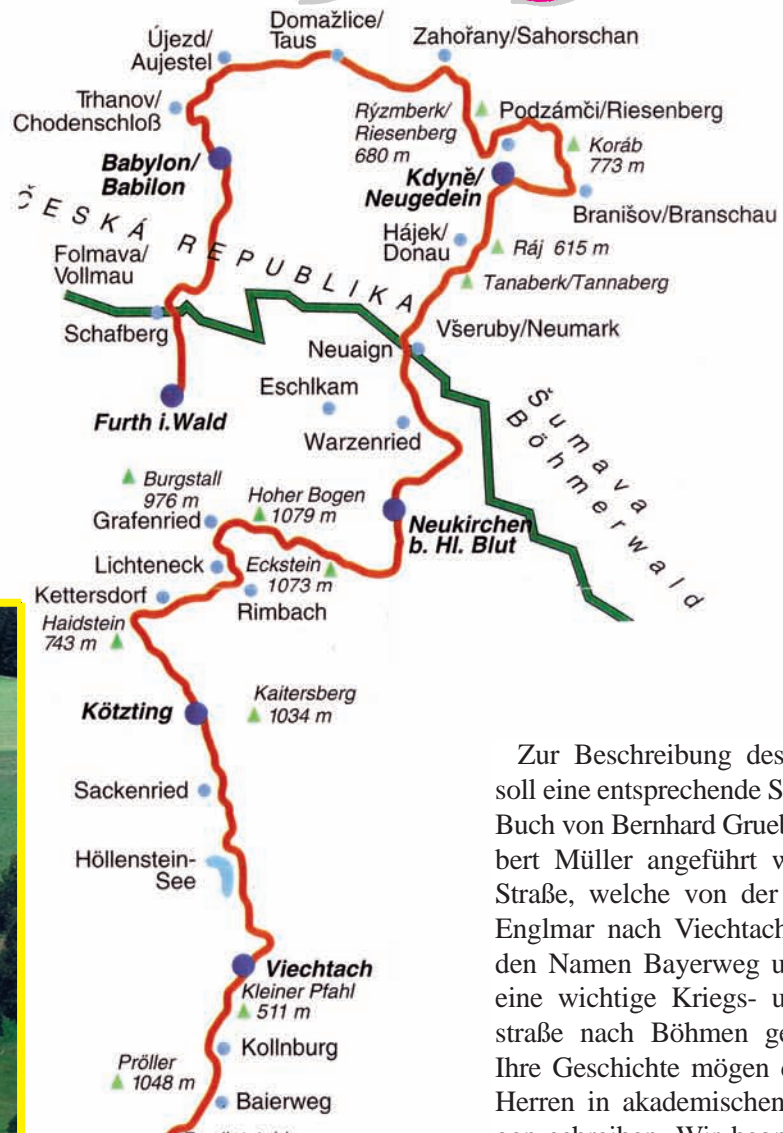 Domažlice/
Taus
Zahořany/Sahorschan
Újezd/
Aujestel
Trhanov/
Chodenschloß
Rýzmberk/
Riesenberg
680 m
Podzámči/Riesenberg
Koráb
773 m
Babylon/
Babilon
Kdyně/
Neugedein
Branišov/Branschau
ČESKÁ REPUBLIKA
Hájek/
Donau
Ráj 615 m
Folmava/
Vollmau
Tanaberk/Tannaberg
Schafberg
Všeruby/Neumark
Neuaign
Eschlkam
Furth i.Wald
Warzenried
Šumava
Böhmerwald
Burgstall
976 m
Hoher Bogen
1079 m
Grafenried
Neukirchen
b. Hl. Blut
Lichteneck
Eckstein
1073 m
Kettersdorf
Rimbach
Haidstein
743 m
Kaitersberg
1034 m
Kötzting
Sackenried
Höllenstein-
See
Viechtach
Kleiner Pfahl
511 m
Kollnburg
Pröller
1048 m
Baierweg
Zur Beschreibung des
soll eine entsprechende S
Buch von Bernhard Grueb
bert Müller angeführt w
Straße, welche von der
Englmar nach Viechtach
den Namen Bayerweg u
eine wichtige Kriegs- u
straße nach Böhmen ge
Ihre Geschichte mögen
Herren in akademischen